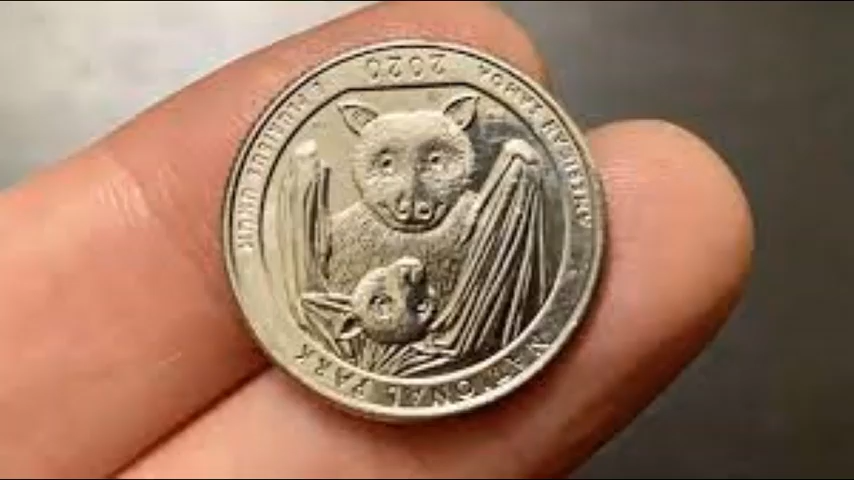 NATIONAL PARK
AMERICAN SAMOA
2020
E PLURIBUS UNUM